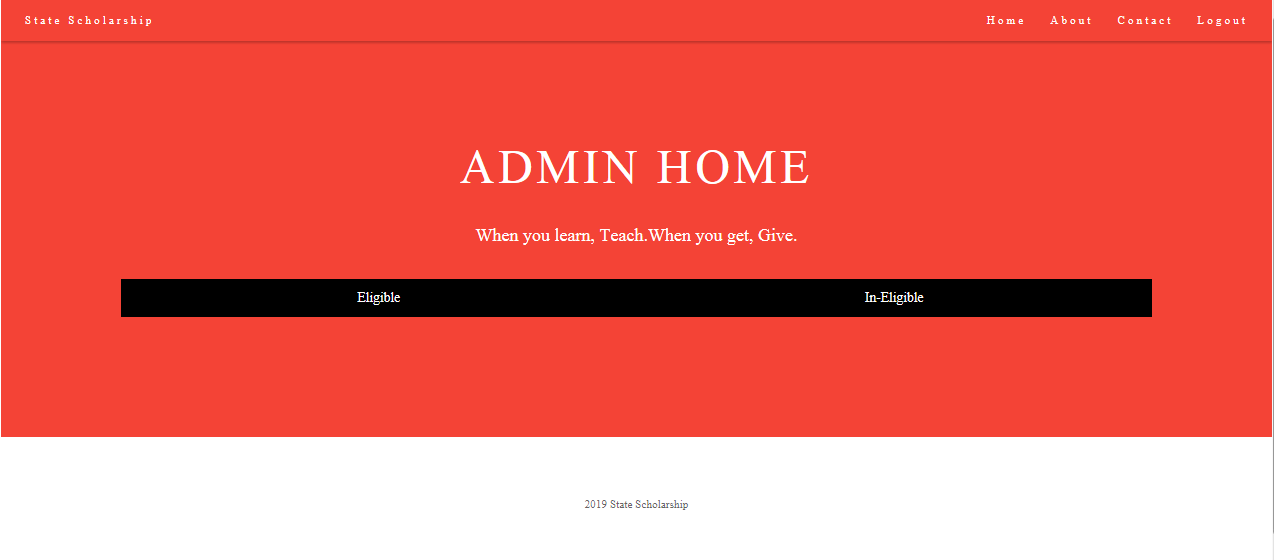 State Scholarship Home About Contact Logout
ADMIN HOME
When you learn, Teach.When you get, Give.
Eligible In-Eligible
2019 State Scholarship